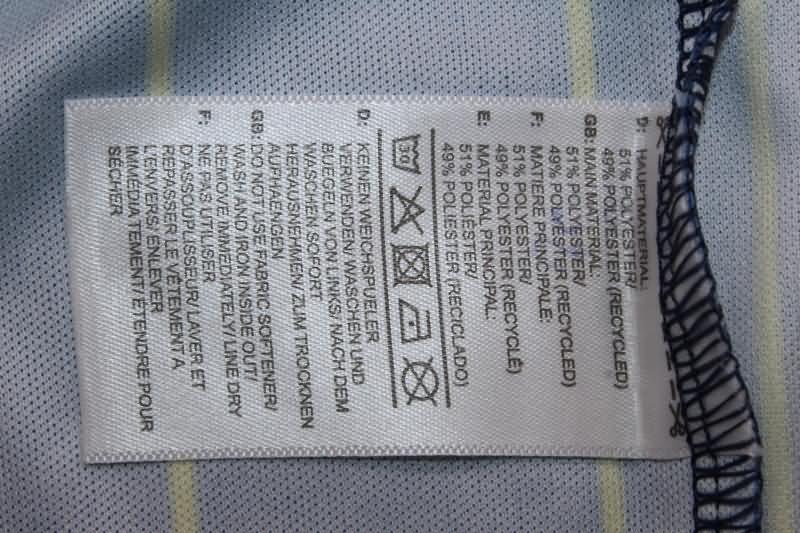 D: HAUPTMATERIAL:
51% POLYESTER/
49% POLYESTER (RECYCLED)
GB: MAIN MATERIAL:
51% POLYESTER/
49% POLYESTER (RECYCLED)
F: MATIERE PRINCIPALE:
51% POLYESTER/
49% POLYESTER (RECYCLÉ)
E: MATERIAL PRINCIPAL:
51% POLIÉSTER/
49% POLIÉSTER (RECICLADO)
30
D: KEINEN WEICHSPUELER
VERWENDEN/ WASCHEN UND
BUEGELN VON LINKS/ NACH DEM
WASCHEN SOFORT
HERAUSNEHMEN/ ZUM TROCKNEN
AUFHAENGEN
GB: DO NOT USE FABRIC SOFTENER/
WASH AND IRON INSIDE OUT/
REMOVE IMMEDIATELY/ LINE DRY
F: NE PAS UTILISER
D'ASSOUPLISSEUR/ LAVER ET
REPASSER LE VÊTEMENT A
L'ENVERS/ ENLEVER
IMMÉDIATEMENT/ ÉTENDRE POUR
SÉCHER